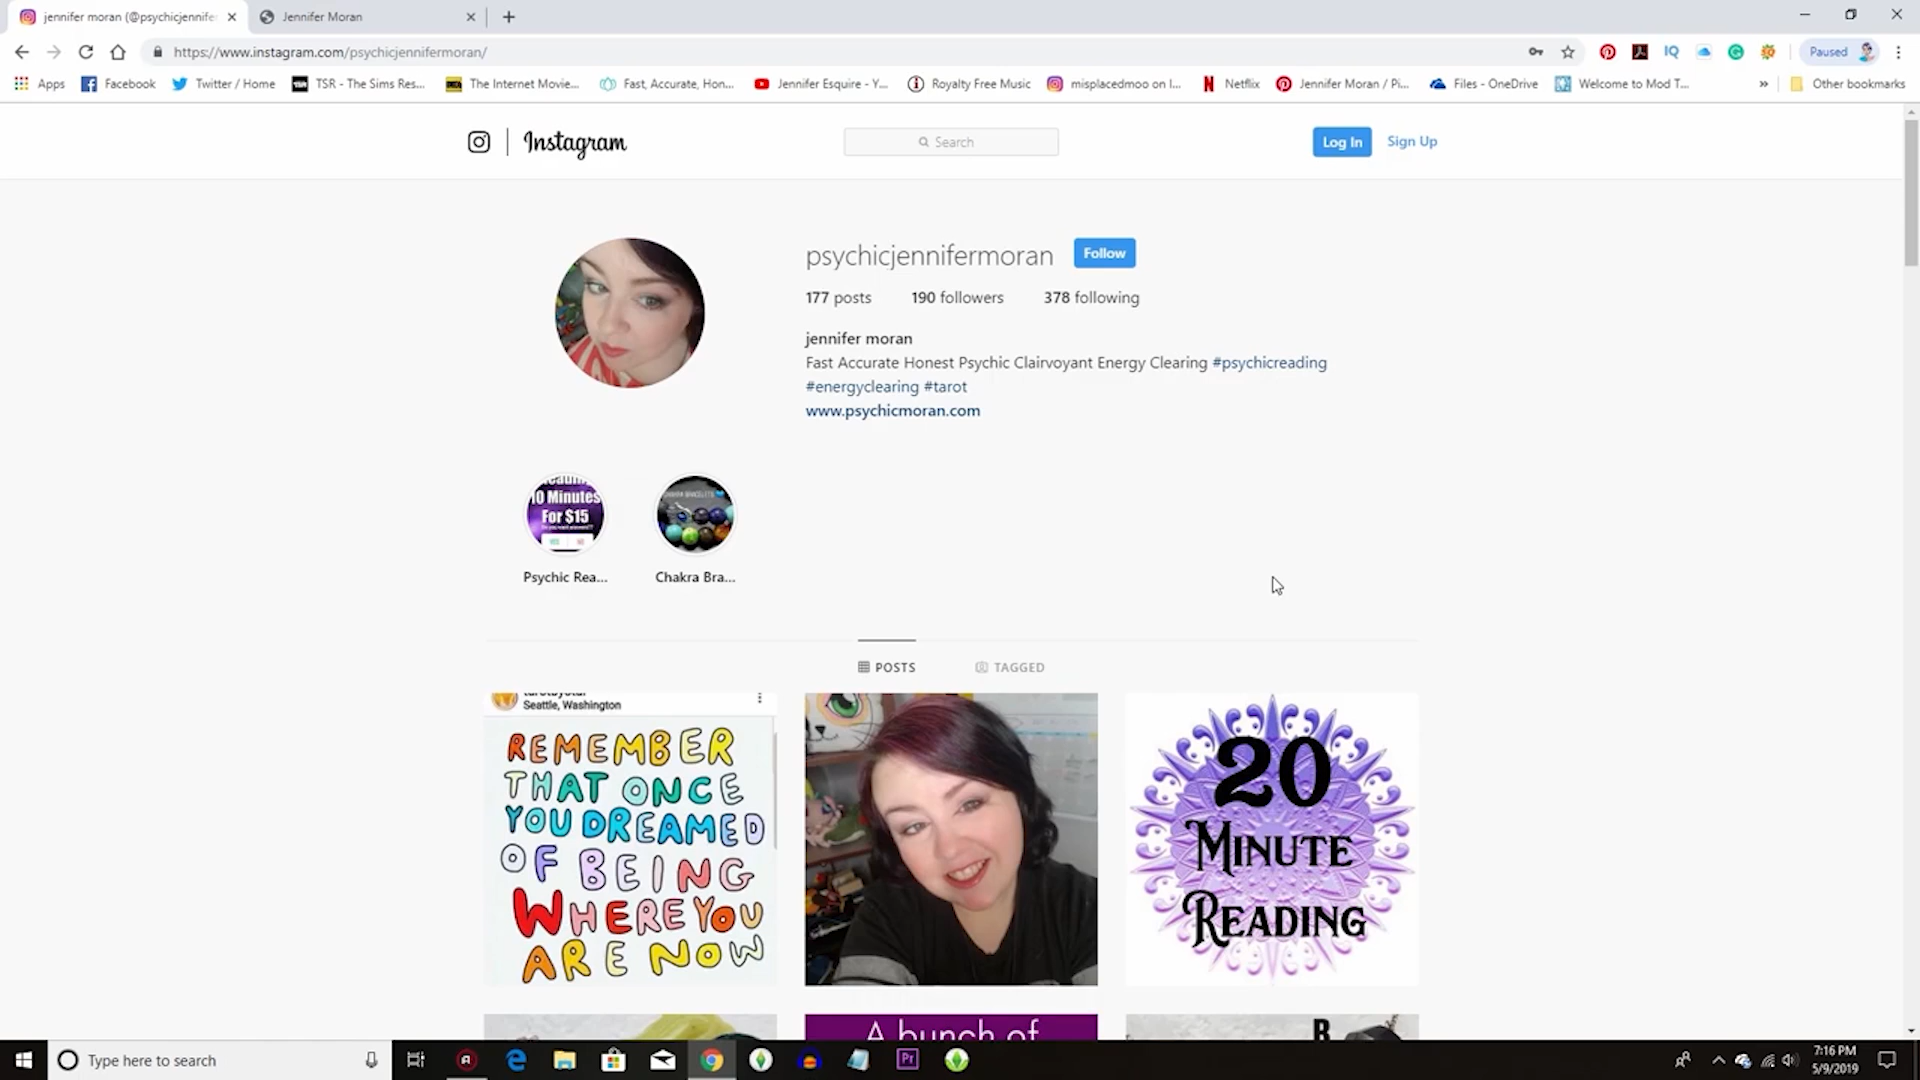 jennifer moran (@psychicjennife
Jennifer Moran
https://www.instagram.com/psychicjennifermoran/
Paused
Apps
Facebook
Twitter / Home
TSR - The Sims Res...
The Internet Movie...
Fast, Accurate, Hon...
Jennifer Esquire - Y...
Royalty Free Music
misplacedmoo on I...
Netflix
Jennifer Moran / Pi...
Files - OneDrive
Welcome to Mod T...
»
Other bookmarks
Instagram
Search
Log In
Sign Up
psychicjennifermoran
Follow
177 posts
190 followers
378 following
jennifer moran
Fast Accurate Honest Psychic Clairvoyant Energy Clearing #psychicreading
#energyclearing #tarot
www.psychicmoran.com
10 Minutes
For $15
YES
NO
BRACELETS
Psychic Rea...
Chakra Bra...
POSTS
TAGGED
Seattle, Washington
REMEMBER
THAT ONCE
YOU DREAMED
OF BEING
WHERE YOU
ARE NOW
20
MINUTE
READING
A bunch of
R
Type here to search
Pr
7:16 PM
5/9/2019